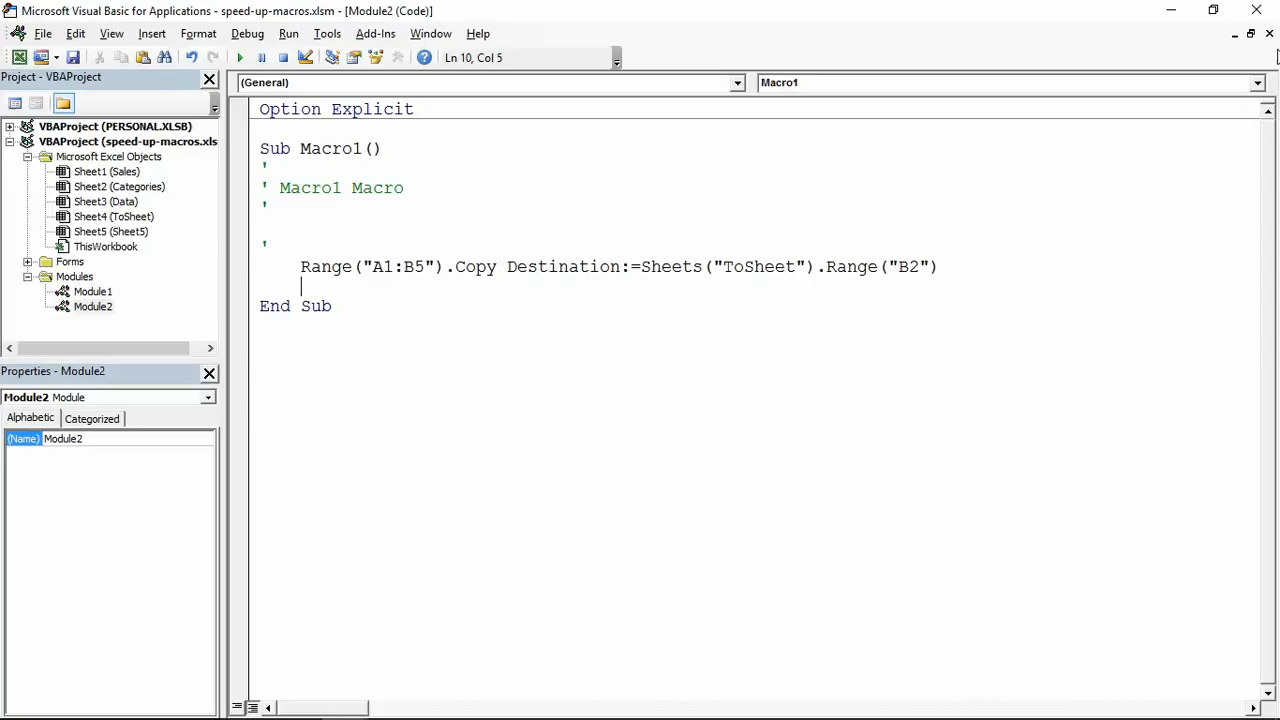 Microsoft Visual Basic for Applications - speed-up-macros.xlsm - [Module2 (Code)]
File Edit View Insert Format Debug Run Tools Add-Ins Window Help
Ln 10, Col 5
Project - VBAProject
VBAProject (PERSONAL.XLSB)
VBAProject (speed-up-macros.xls
Microsoft Excel Objects
Sheet1 (Sales)
Sheet2 (Categories)
Sheet3 (Data)
Sheet4 (ToSheet)
Sheet5 (Sheet5)
ThisWorkbook
Forms
Modules
Module1
Module2
Properties - Module2
Module2 Module
Alphabetic Categorized
(Name) Module2
(General) Macro1
Option Explicit
Sub Macro1()
'
' Macro1 Macro
'
'
Range("A1:B5").Copy Destination:=Sheets("ToSheet").Range("B2")
End Sub